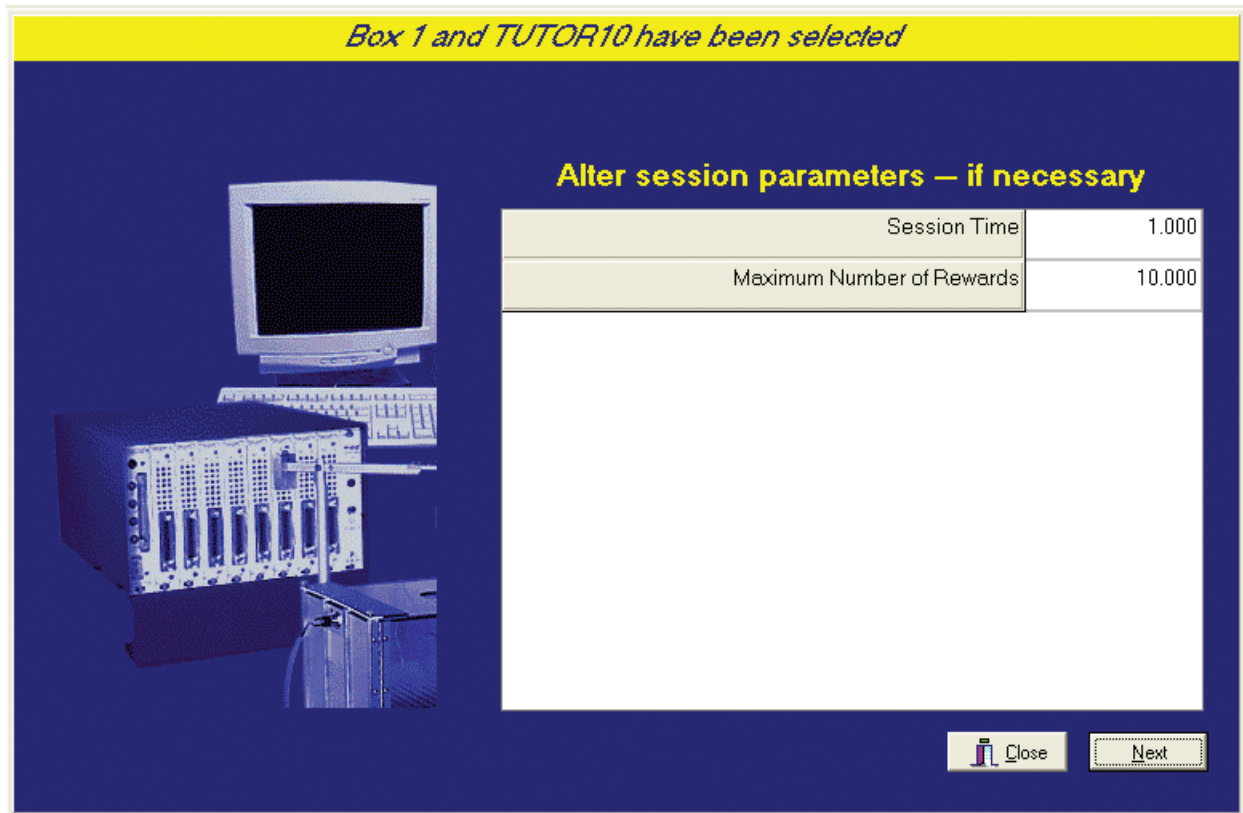 Box 1 and TUTOR10 have been selected
Alter session parameters — if necessary
Session Time 1.000
Maximum Number of Rewards 10.000
Close Next